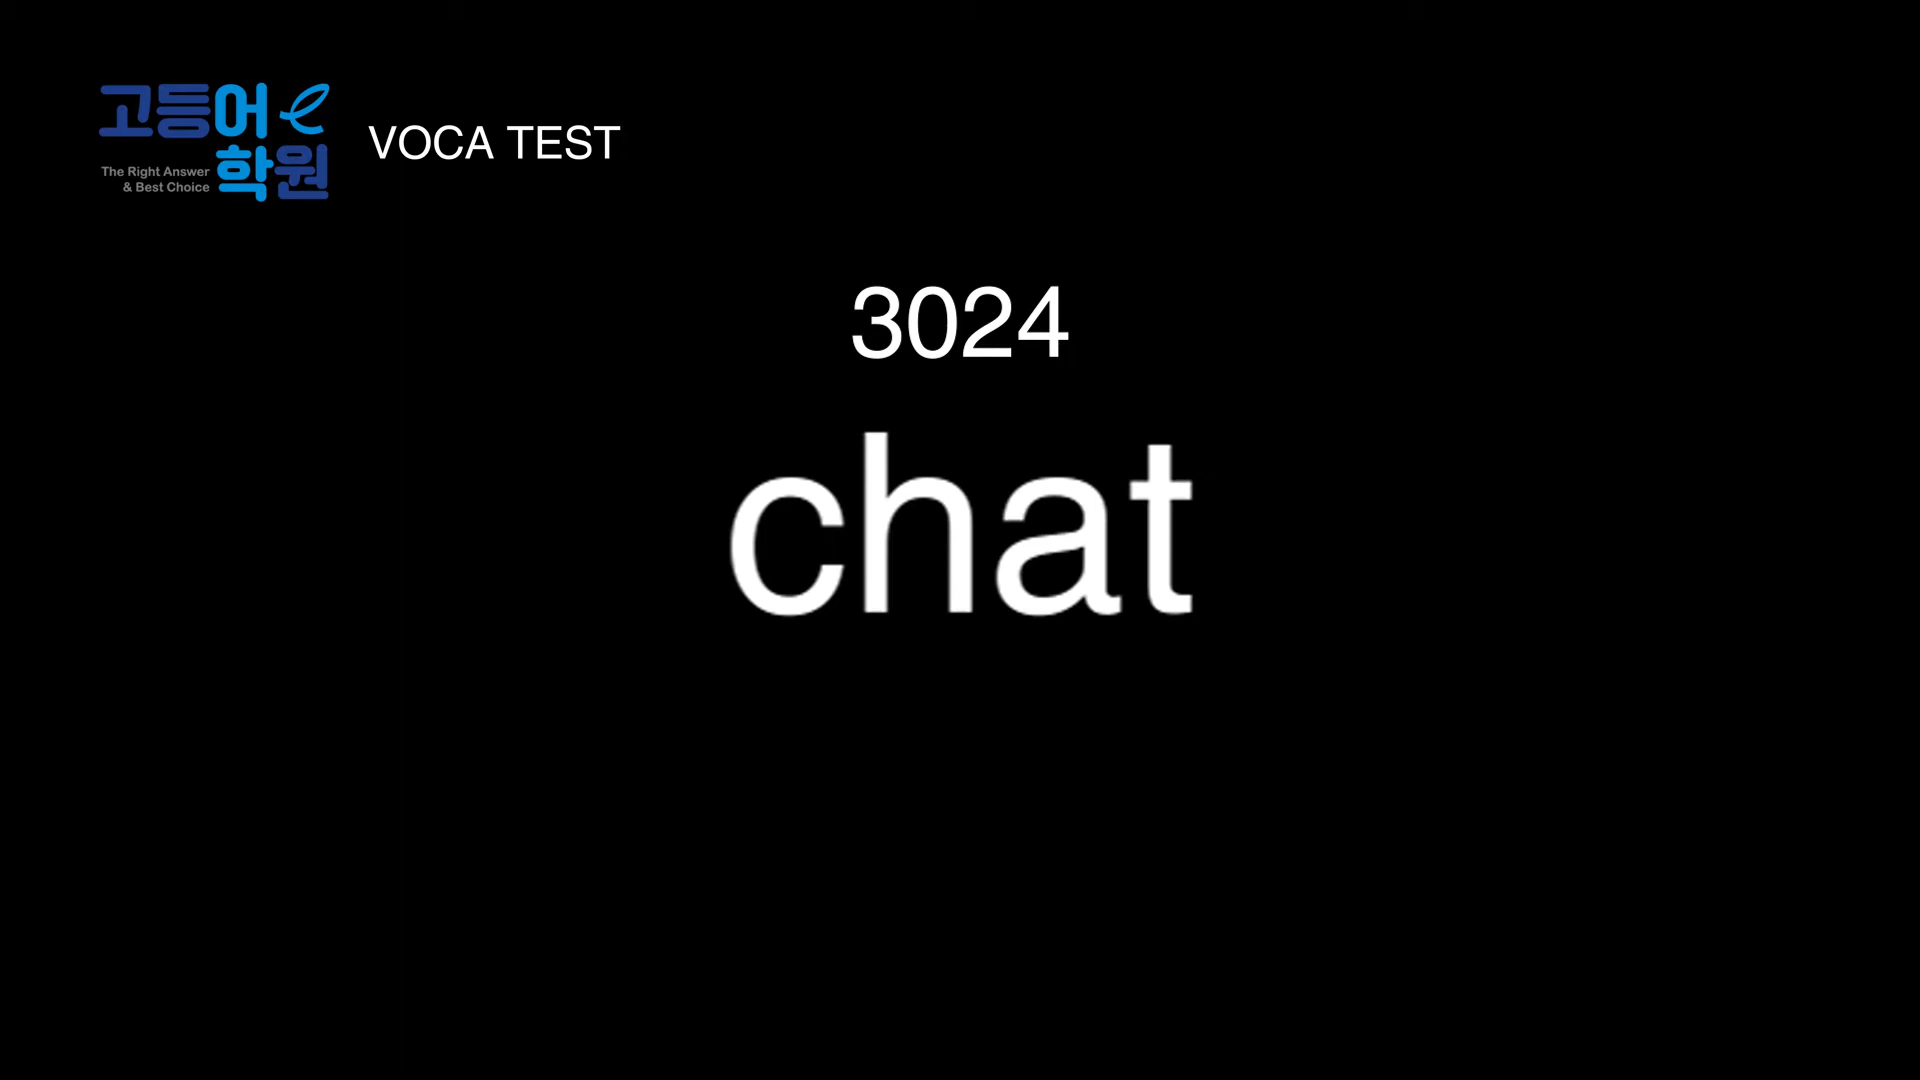 고등어
학원
The Right Answer
& Best Choice
VOCA TEST
3024
chat